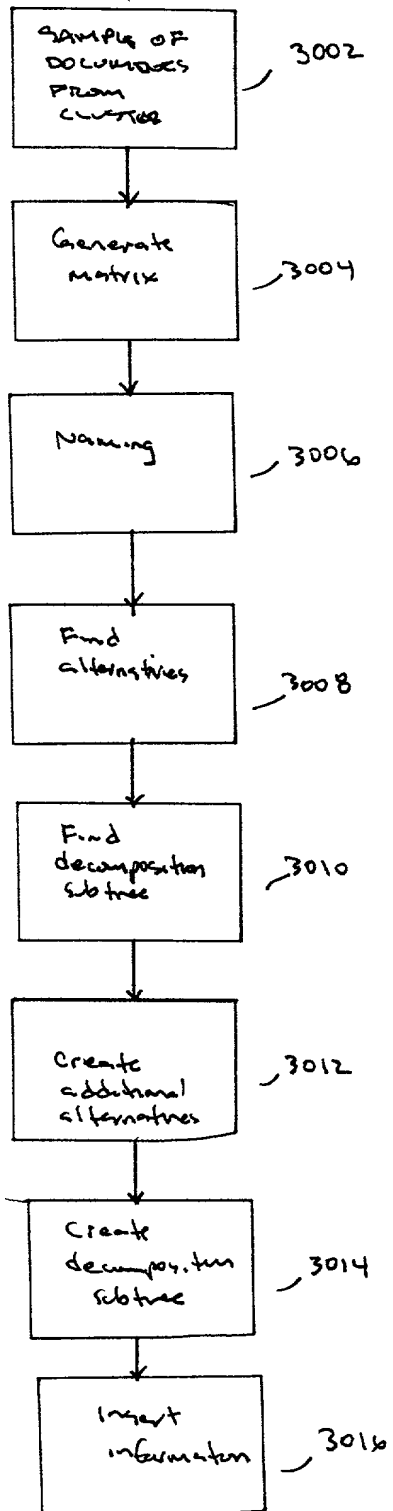 SAMPLE OF
DOCUMENTS
FROM
CLUSTER
3002
Generate
matrix
3004
Naming
3006
Find
alternatives
3008
Find
decomposition
subtree
3010
Create
additional
alternatives
3012
Create
decomposition
subtree
3014
Insert
information
3016